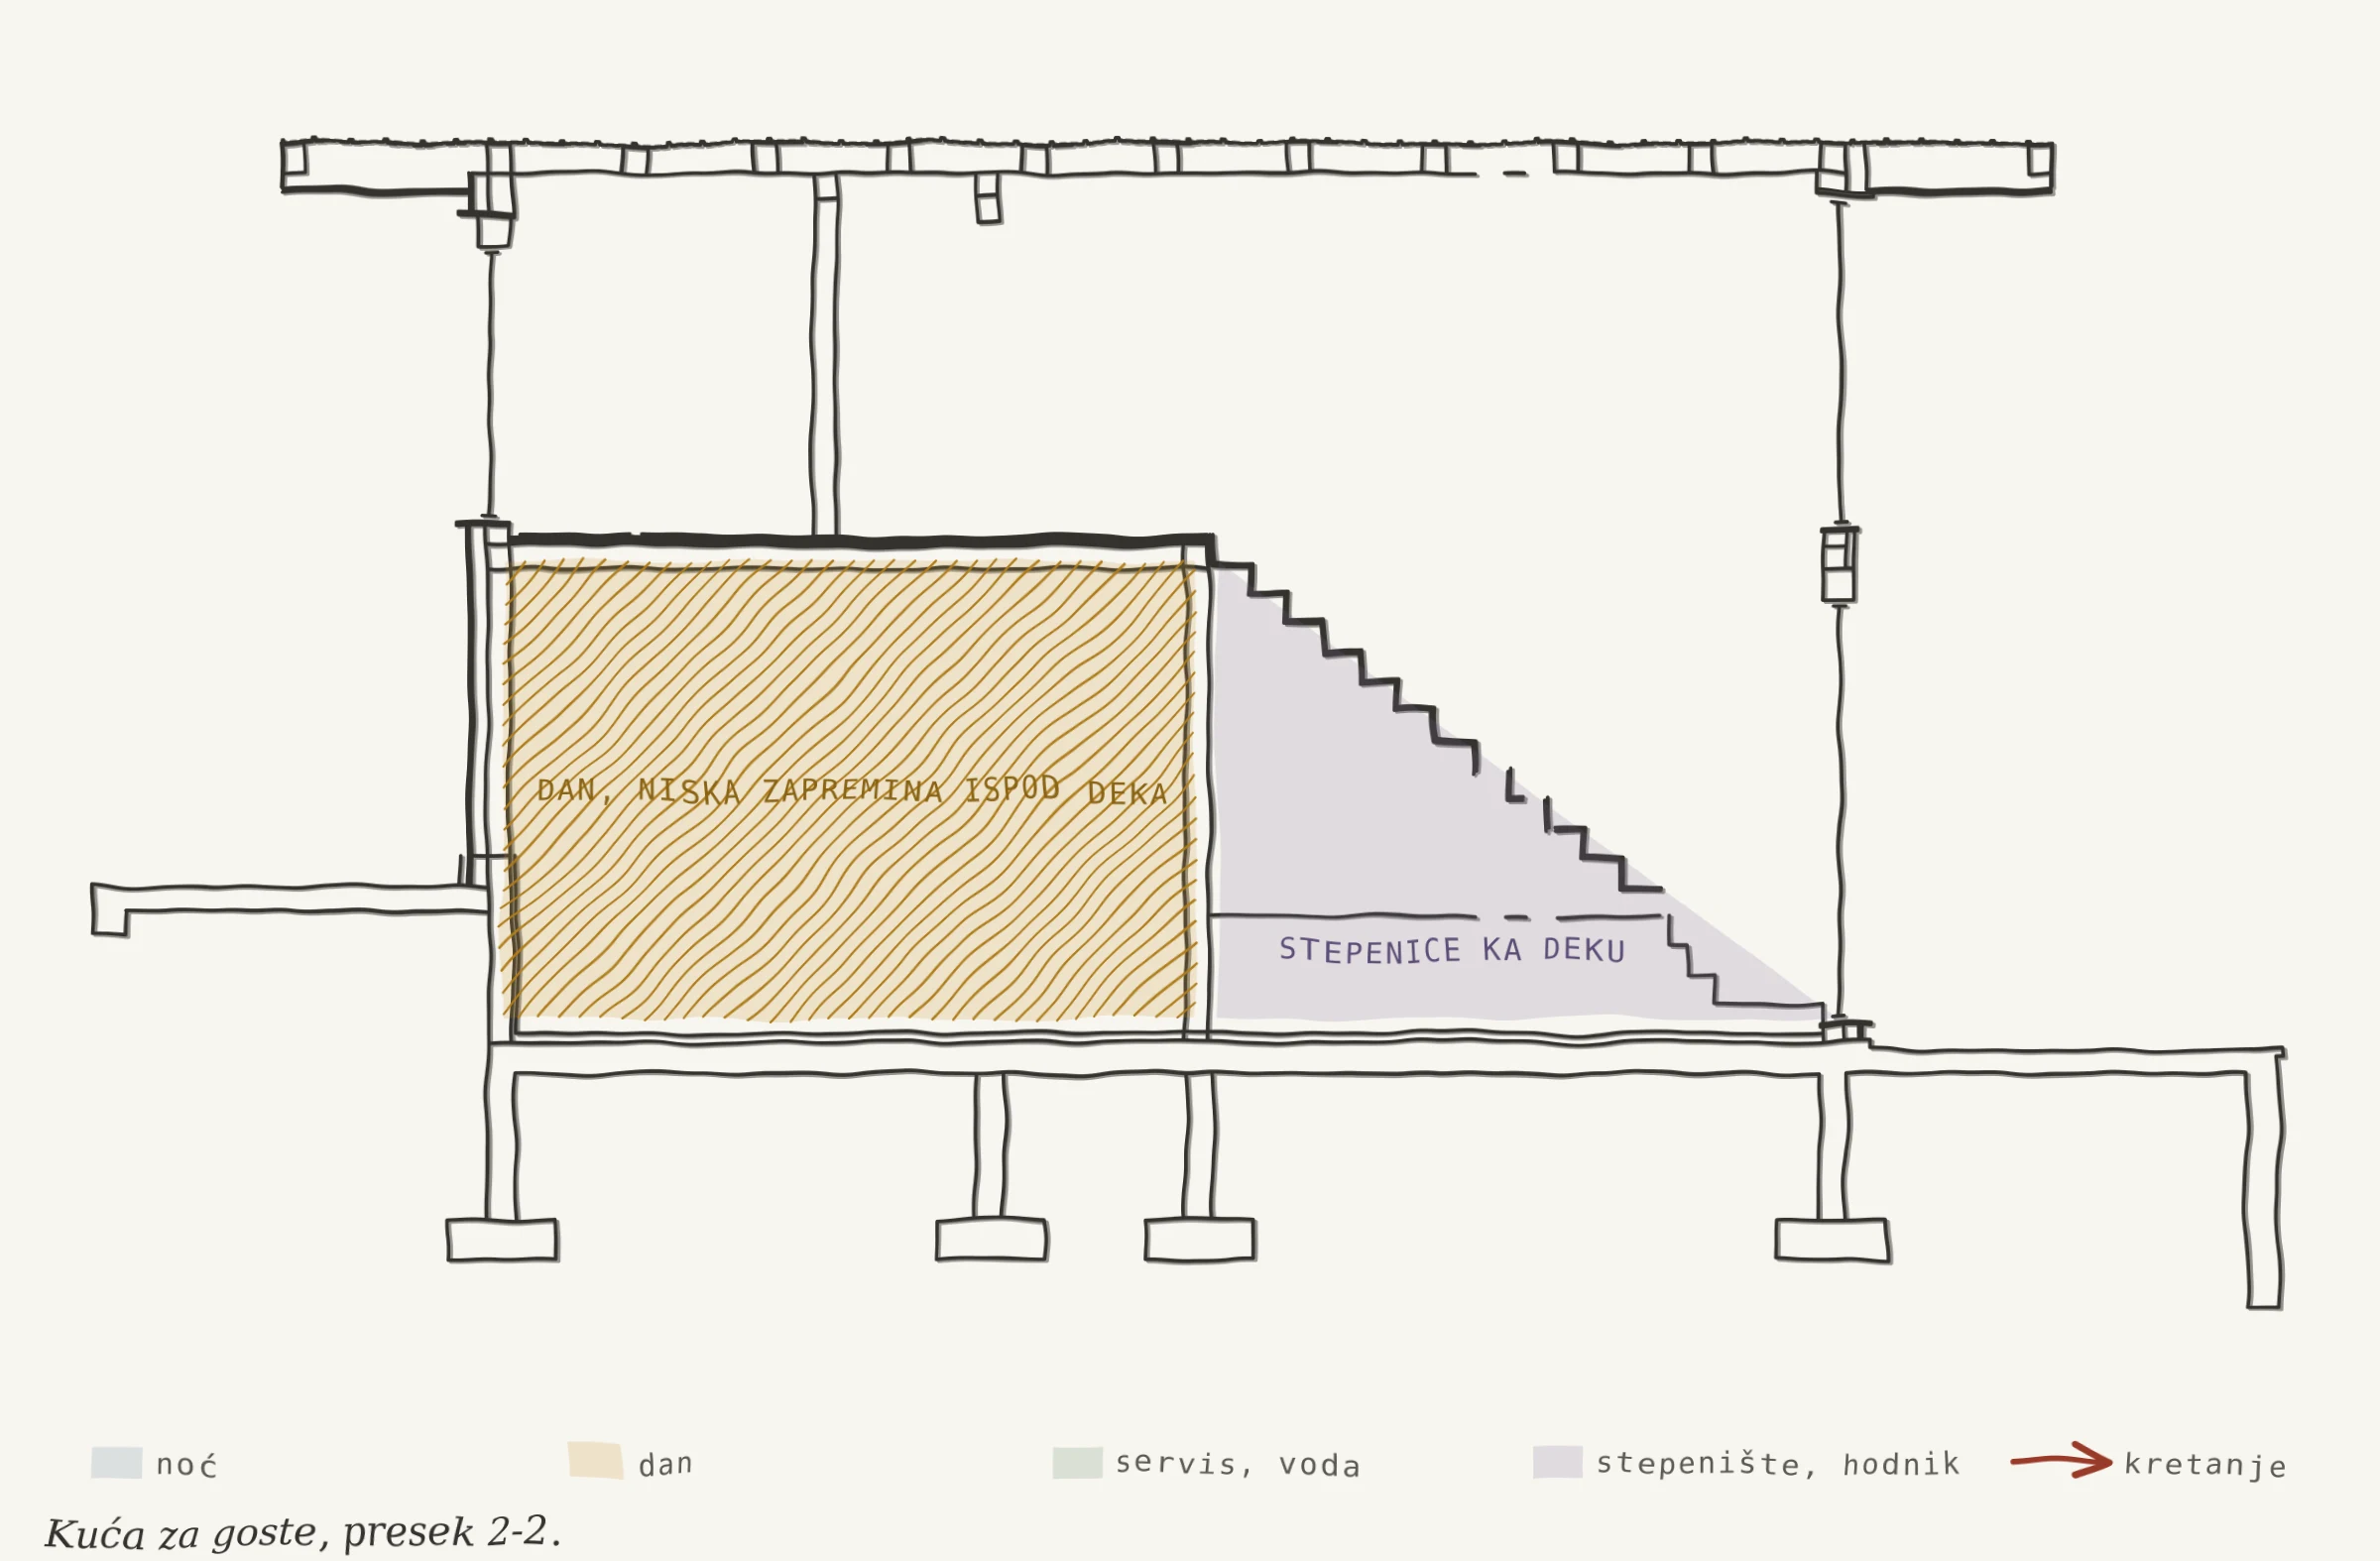 DAN, NISKA ZAPREMINA ISPOD DEKA
STEPENICE KA DEKU
noć
dan
servis, voda
stepenište, hodnik
kretanje
Kuća za goste, presek 2-2.